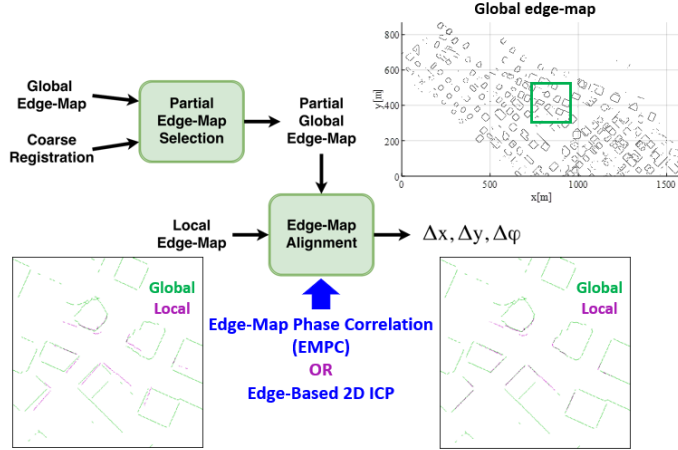 Global edge-map
800
600
400
200
0
y[m]
0
500
1000
1500
x[m]
Global
Edge-Map
Coarse
Registration
Partial
Edge-Map
Selection
Partial
Global
Edge-Map
Local
Edge-Map
Edge-Map
Alignment
Δx, Δy, Δφ
Global
Local
Edge-Map Phase Correlation
(EMPC)
OR
Edge-Based 2D ICP
Global
Local